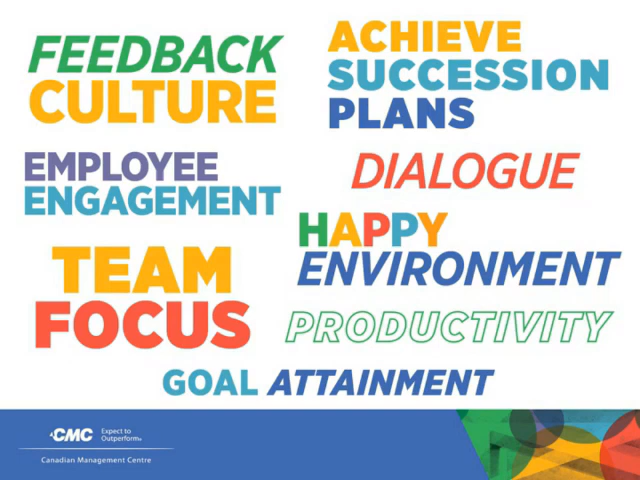 FEEDBACK
CULTURE
ACHIEVE
SUCCESSION
PLANS
EMPLOYEE
ENGAGEMENT
DIALOGUE
HAPPY
ENVIRONMENT
TEAM
FOCUS
PRODUCTIVITY
GOAL ATTAINMENT
CMC
Expect to
Outperform
Canadian Management Centre